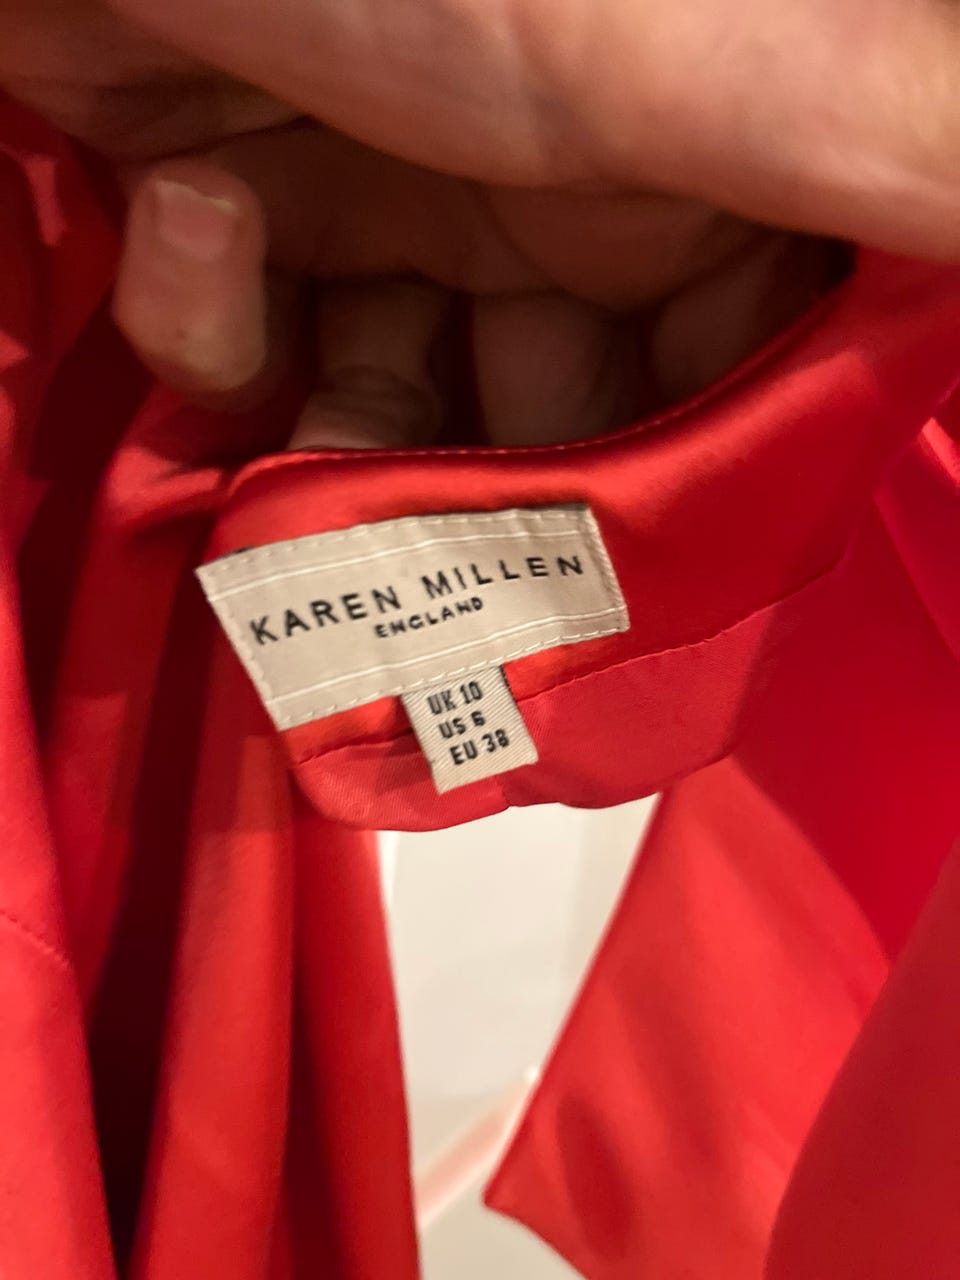 KAREN MILLEN
ENGLAND
UK 10
US 6
EU 38